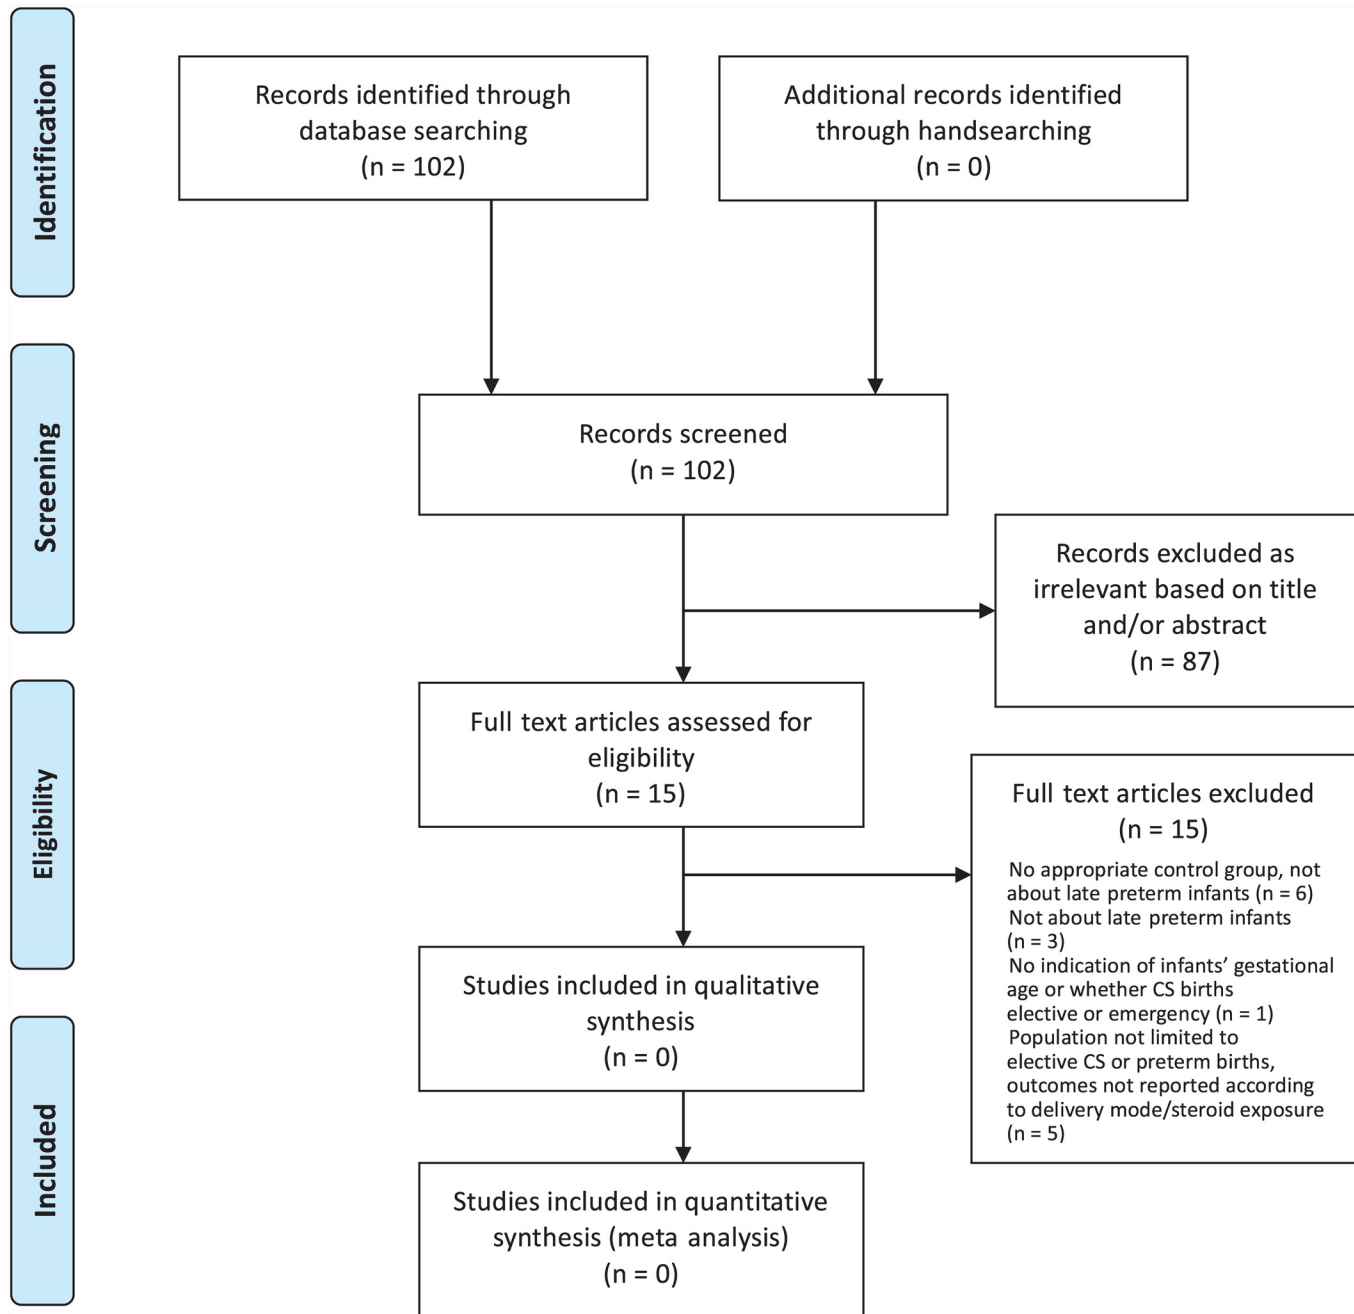 Identification
Records identified through
database searching
(n = 102)
Additional records identified
through handsearching
(n = 0)
Screening
Records screened
(n = 102)
Records excluded as
irrelevant based on title
and/or abstract
(n = 87)
Eligibility
Full text articles assessed for
eligibility
(n = 15)
Full text articles excluded
(n = 15)
No appropriate control group, not
about late preterm infants (n = 6)
Not about late preterm infants
(n = 3)
No indication of infants’ gestational
age or whether CS births
elective or emergency (n = 1)
Population not limited to
elective CS or preterm births,
outcomes not reported according
to delivery mode/steroid exposure
(n = 5)
Studies included in qualitative
synthesis
(n = 0)
Included
Studies included in quantitative
synthesis (meta analysis)
(n = 0)